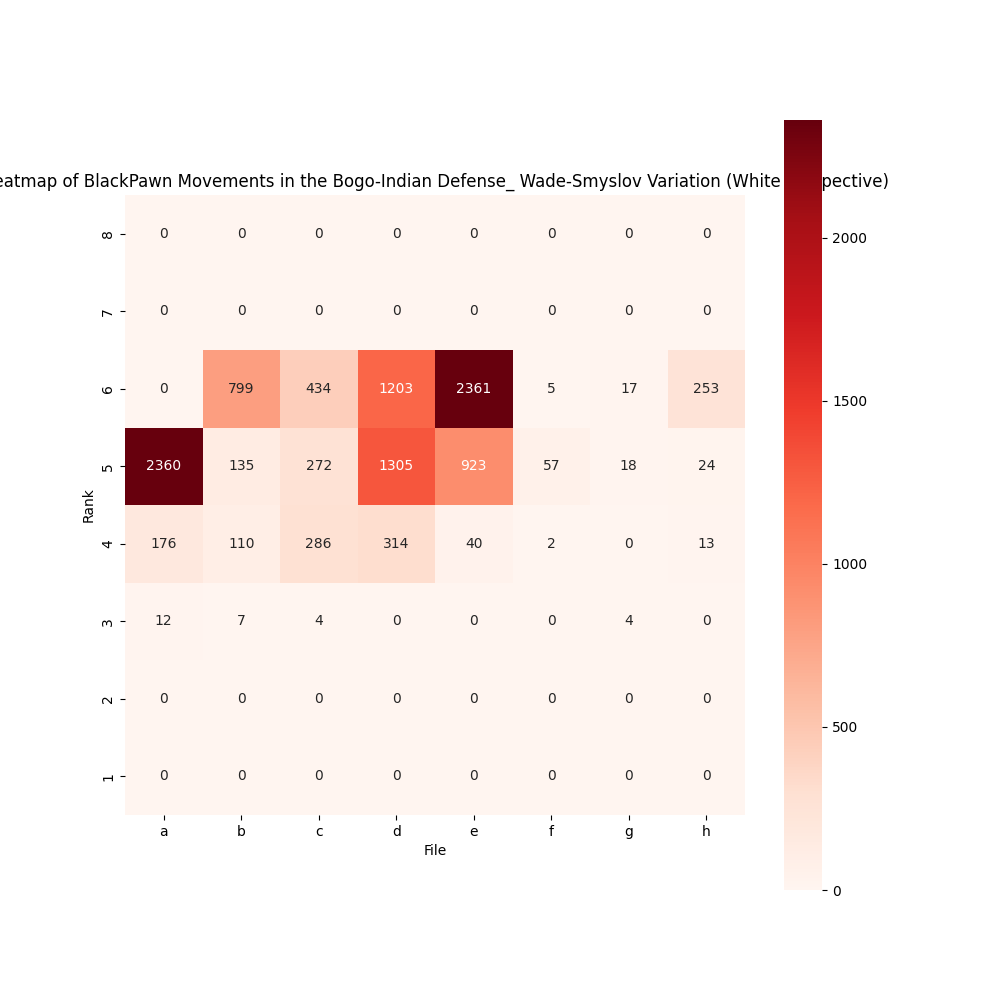 eatmap of BlackPawn Movements in the Bogo-Indian Defense_ Wade-Smyslov Variation (White pective)
2000
1500
1000
500
0
8 0 0 0 0 0 0 0 0
7 0 0 0 0 0 0 0 0
6 0 799 434 1203 2361 5 17 253
5 2360 135 272 1305 923 57 18 24
4 176 110 286 314 40 2 0 13
3 12 7 4 0 0 0 4 0
2 0 0 0 0 0 0 0 0
1 0 0 0 0 0 0 0 0
Rank
a b c d e f g h
File